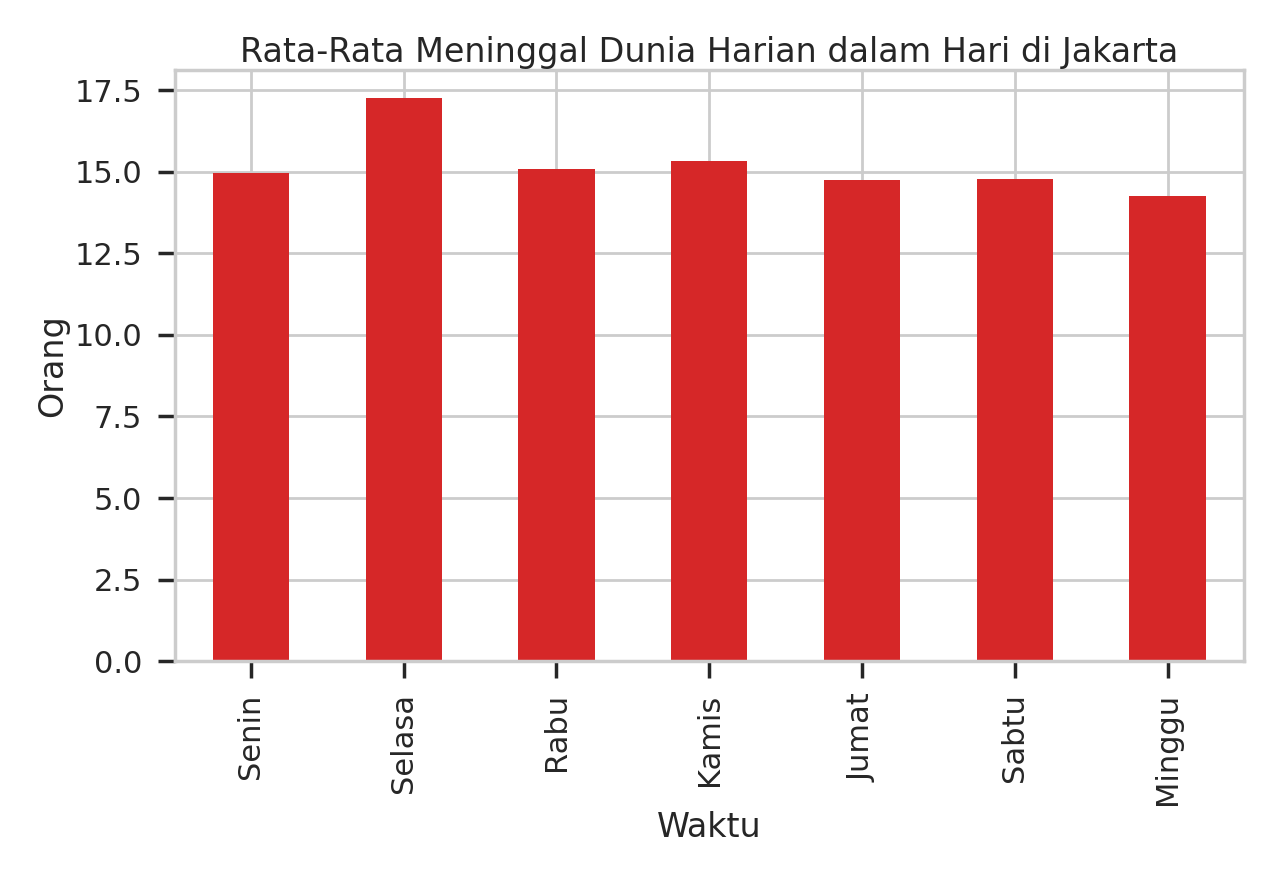 Rata-Rata Meninggal Dunia Harian dalam Hari di Jakarta
Orang
17.5
15.0
12.5
10.0
7.5
5.0
2.5
0.0
Senin
Selasa
Rabu
Kamis
Jumat
Sabtu
Minggu
Waktu